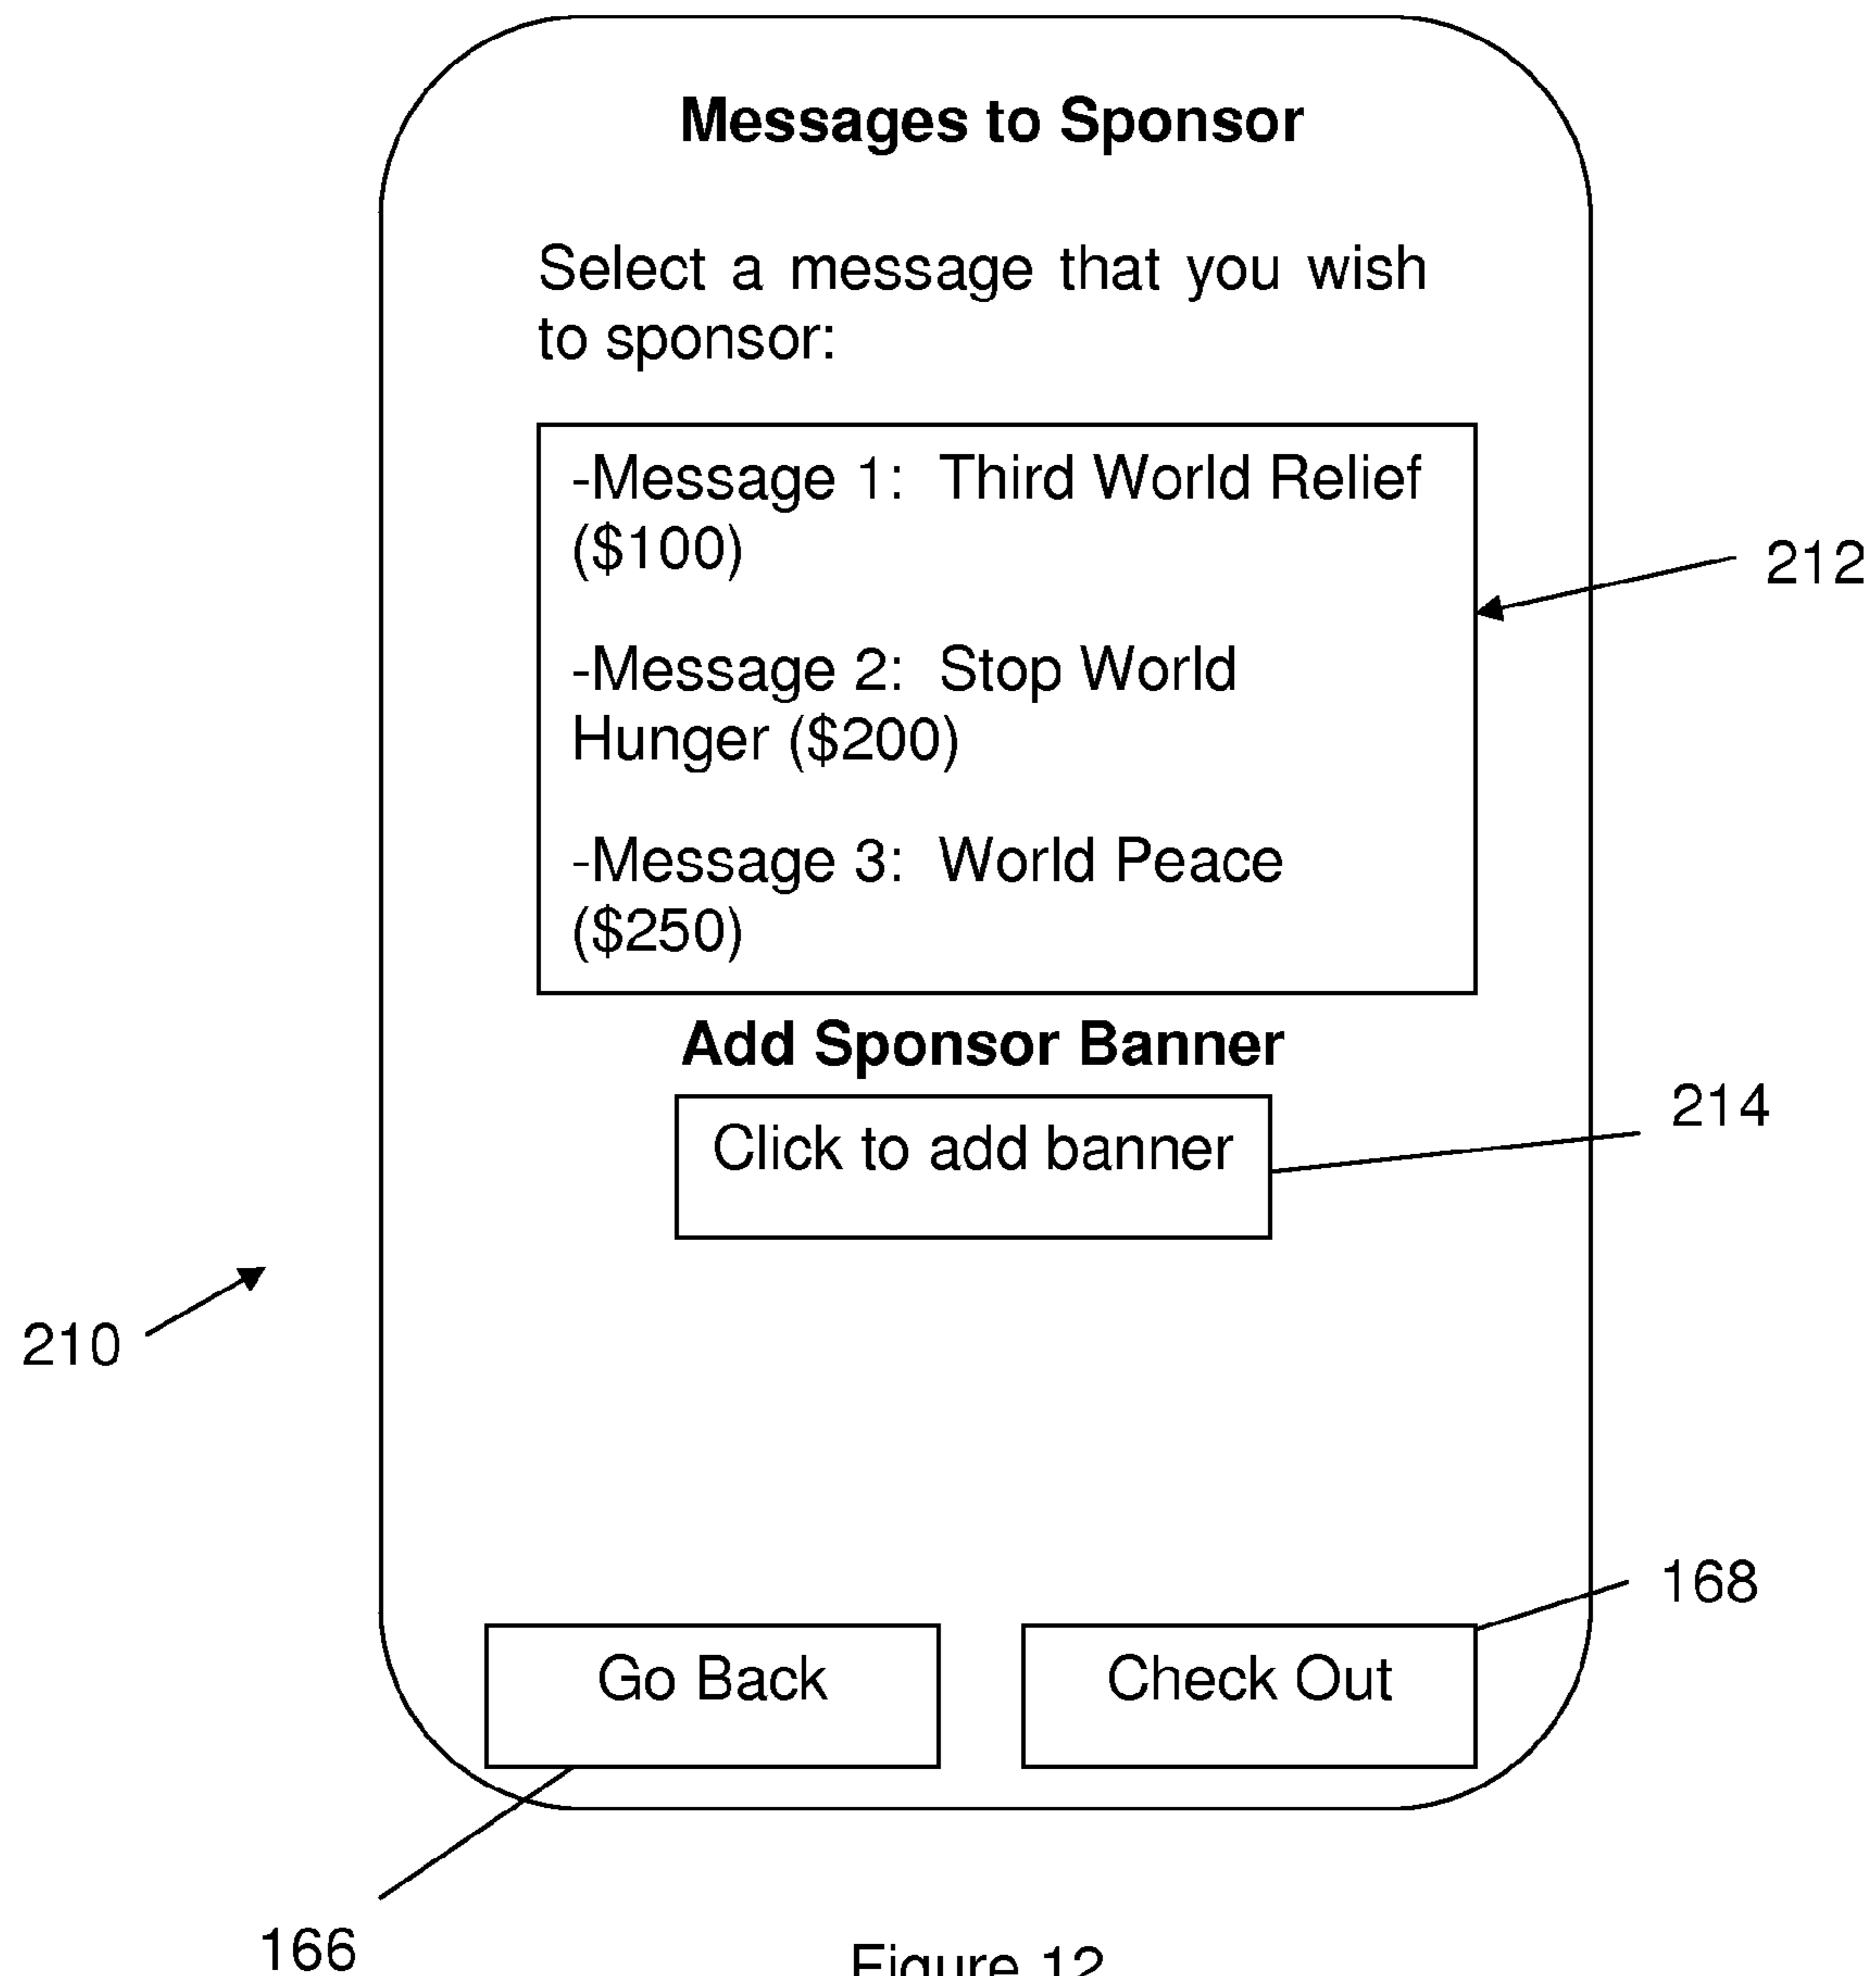 Messages to Sponsor
Select a message that you wish
to sponsor:
-Message 1: Third World Relief
($100)
212
-Message 2: Stop World
Hunger ($200)
-Message 3: World Peace
($250)
Add Sponsor Banner
214
Click to add banner
210
168
Go Back
Check Out
166
Figure 12